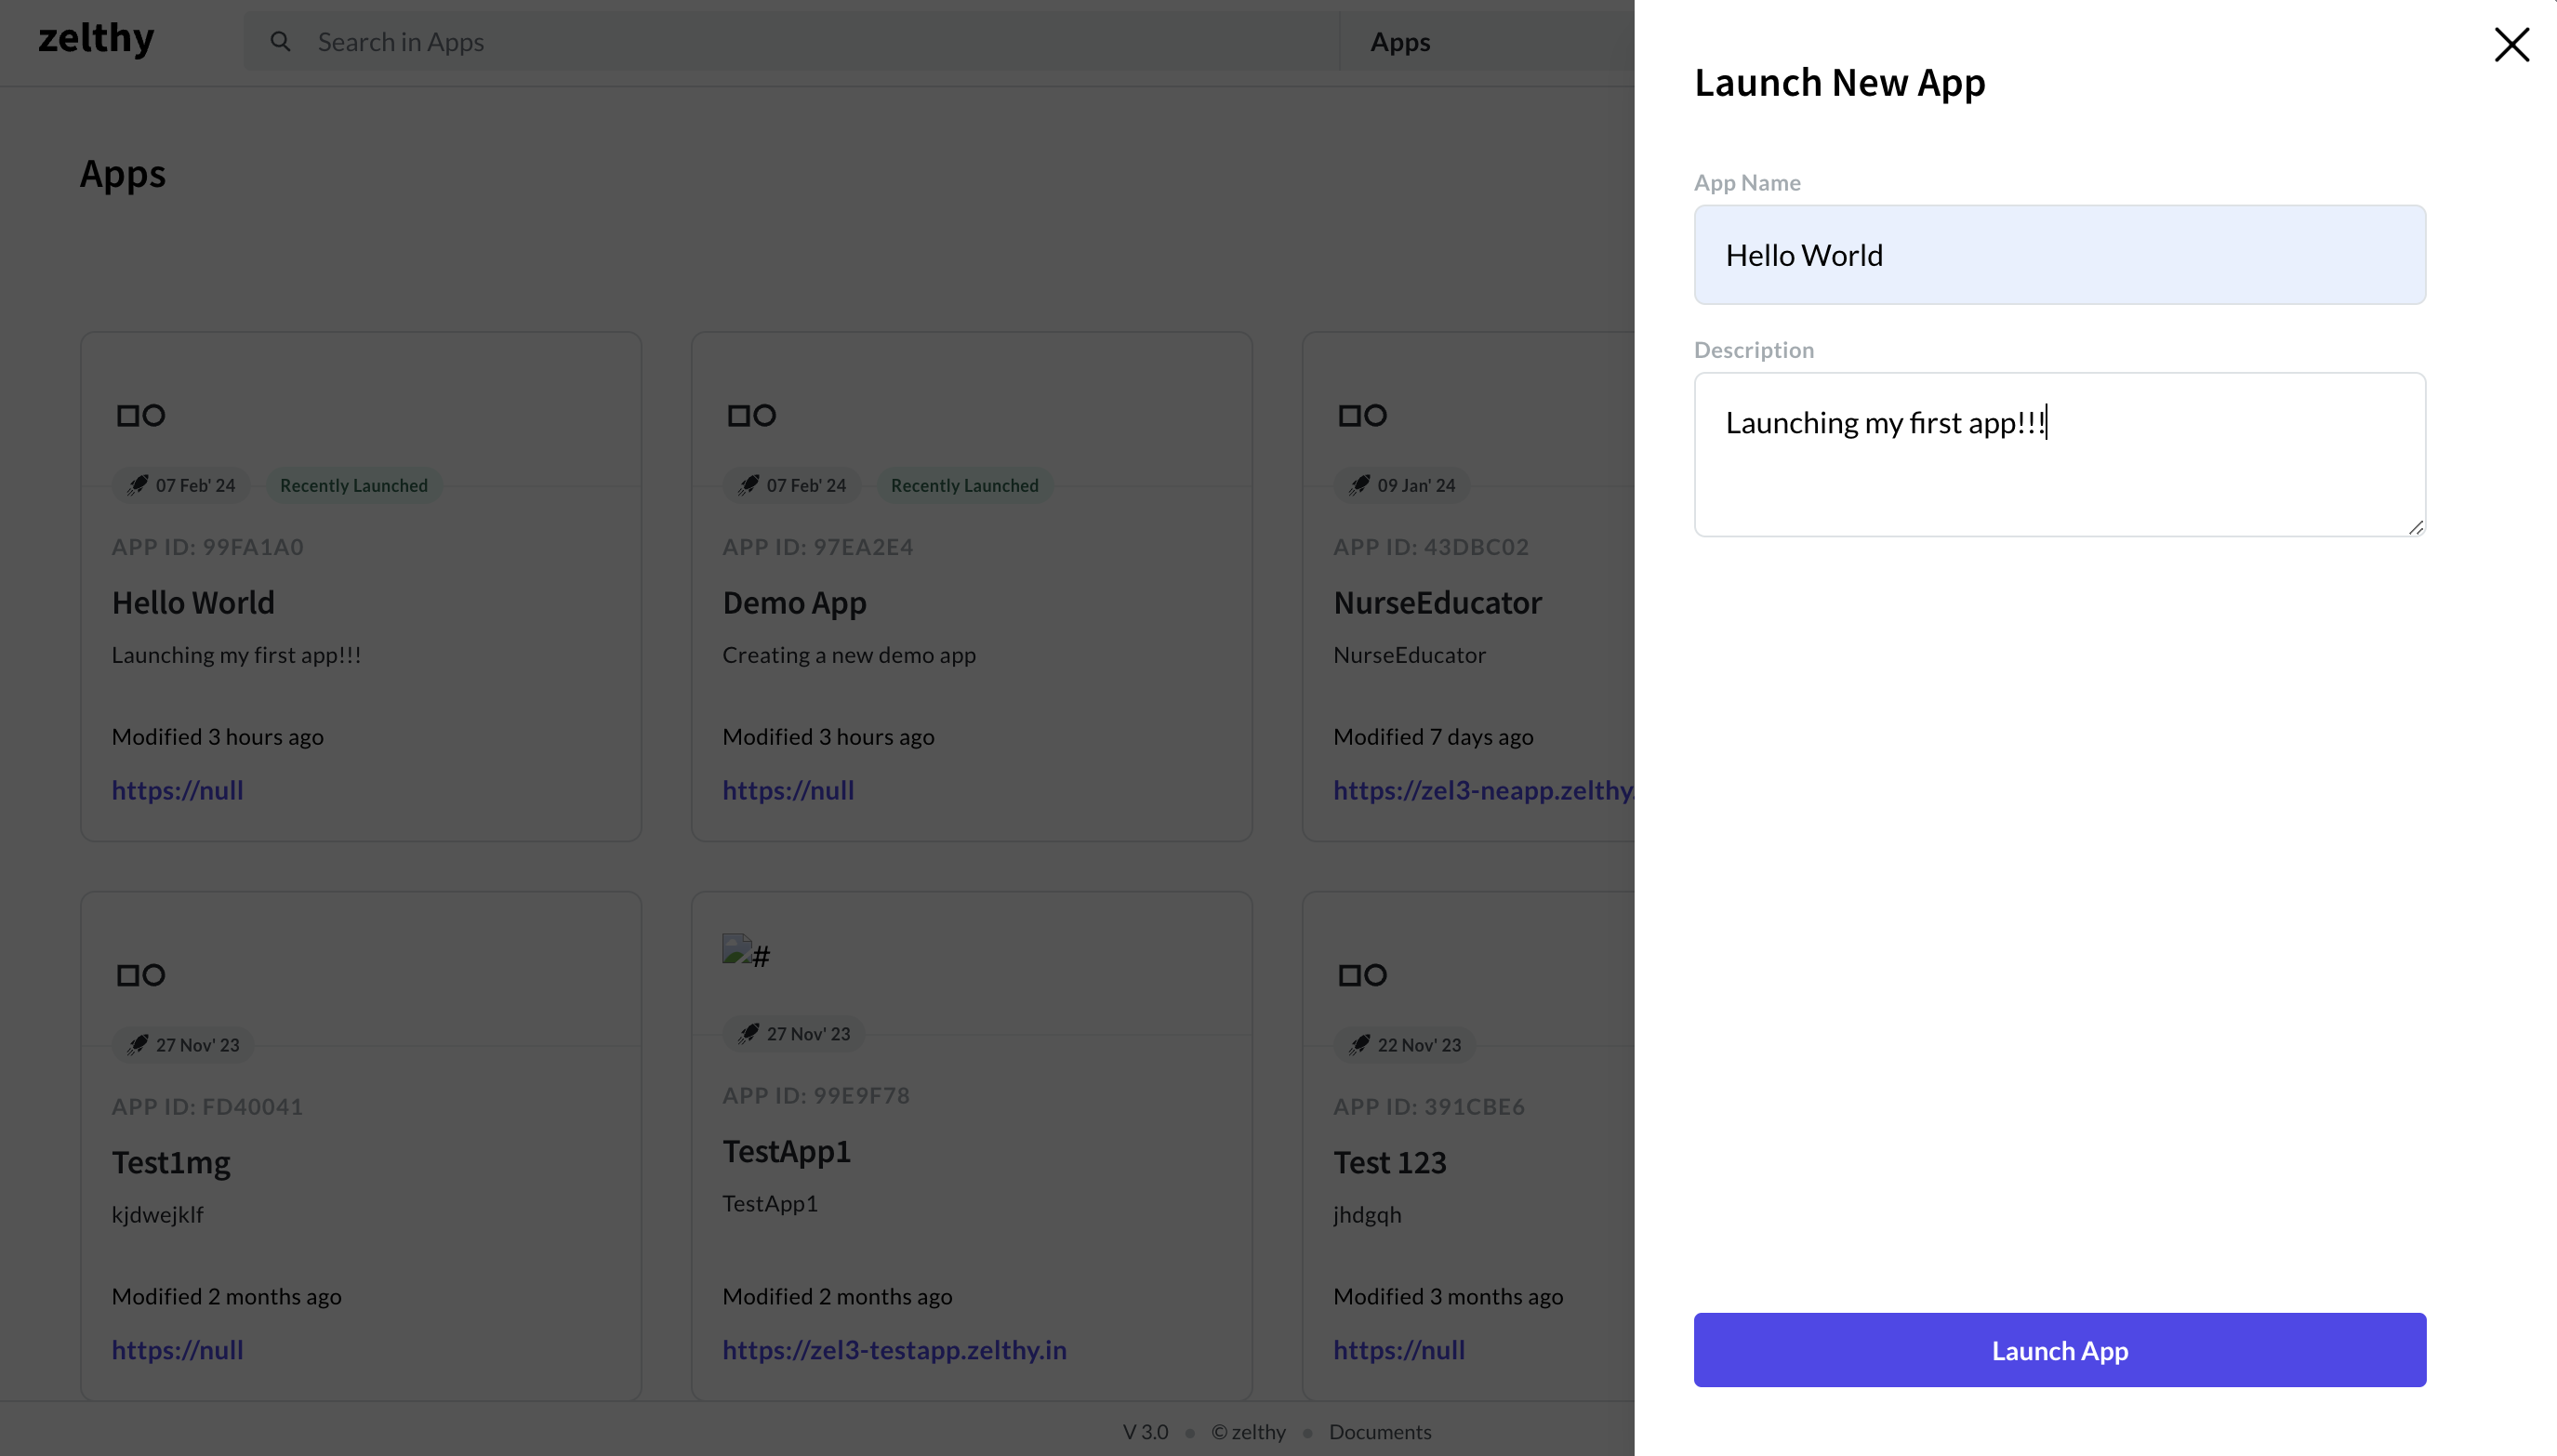 zelthy
Search in Apps
Apps
Apps
07 Feb' 24
Recently Launched
APP ID: 99FA1A0
Hello World
Launching my first app!!!
Modified 3 hours ago
https://null
07 Feb' 24
Recently Launched
APP ID: 97EA2E4
Demo App
Creating a new demo app
Modified 3 hours ago
https://null
09 Jan' 24
APP ID: 43DBC02
NurseEducator
NurseEducator
Modified 7 days ago
https://zel3-neapp.zelthy.
27 Nov' 23
APP ID: FD40041
Test1mg
kjdwejklf
Modified 2 months ago
https://null
#
27 Nov' 23
APP ID: 99E9F78
TestApp1
TestApp1
Modified 2 months ago
https://zel3-testapp.zelthy.in
22 Nov' 23
APP ID: 391CBE6
Test 123
jhdgqh
Modified 3 months ago
https://null
V 3.0 • © zelthy • Documents
Launch New App
App Name
Hello World
Description
Launching my first app!!!
Launch App